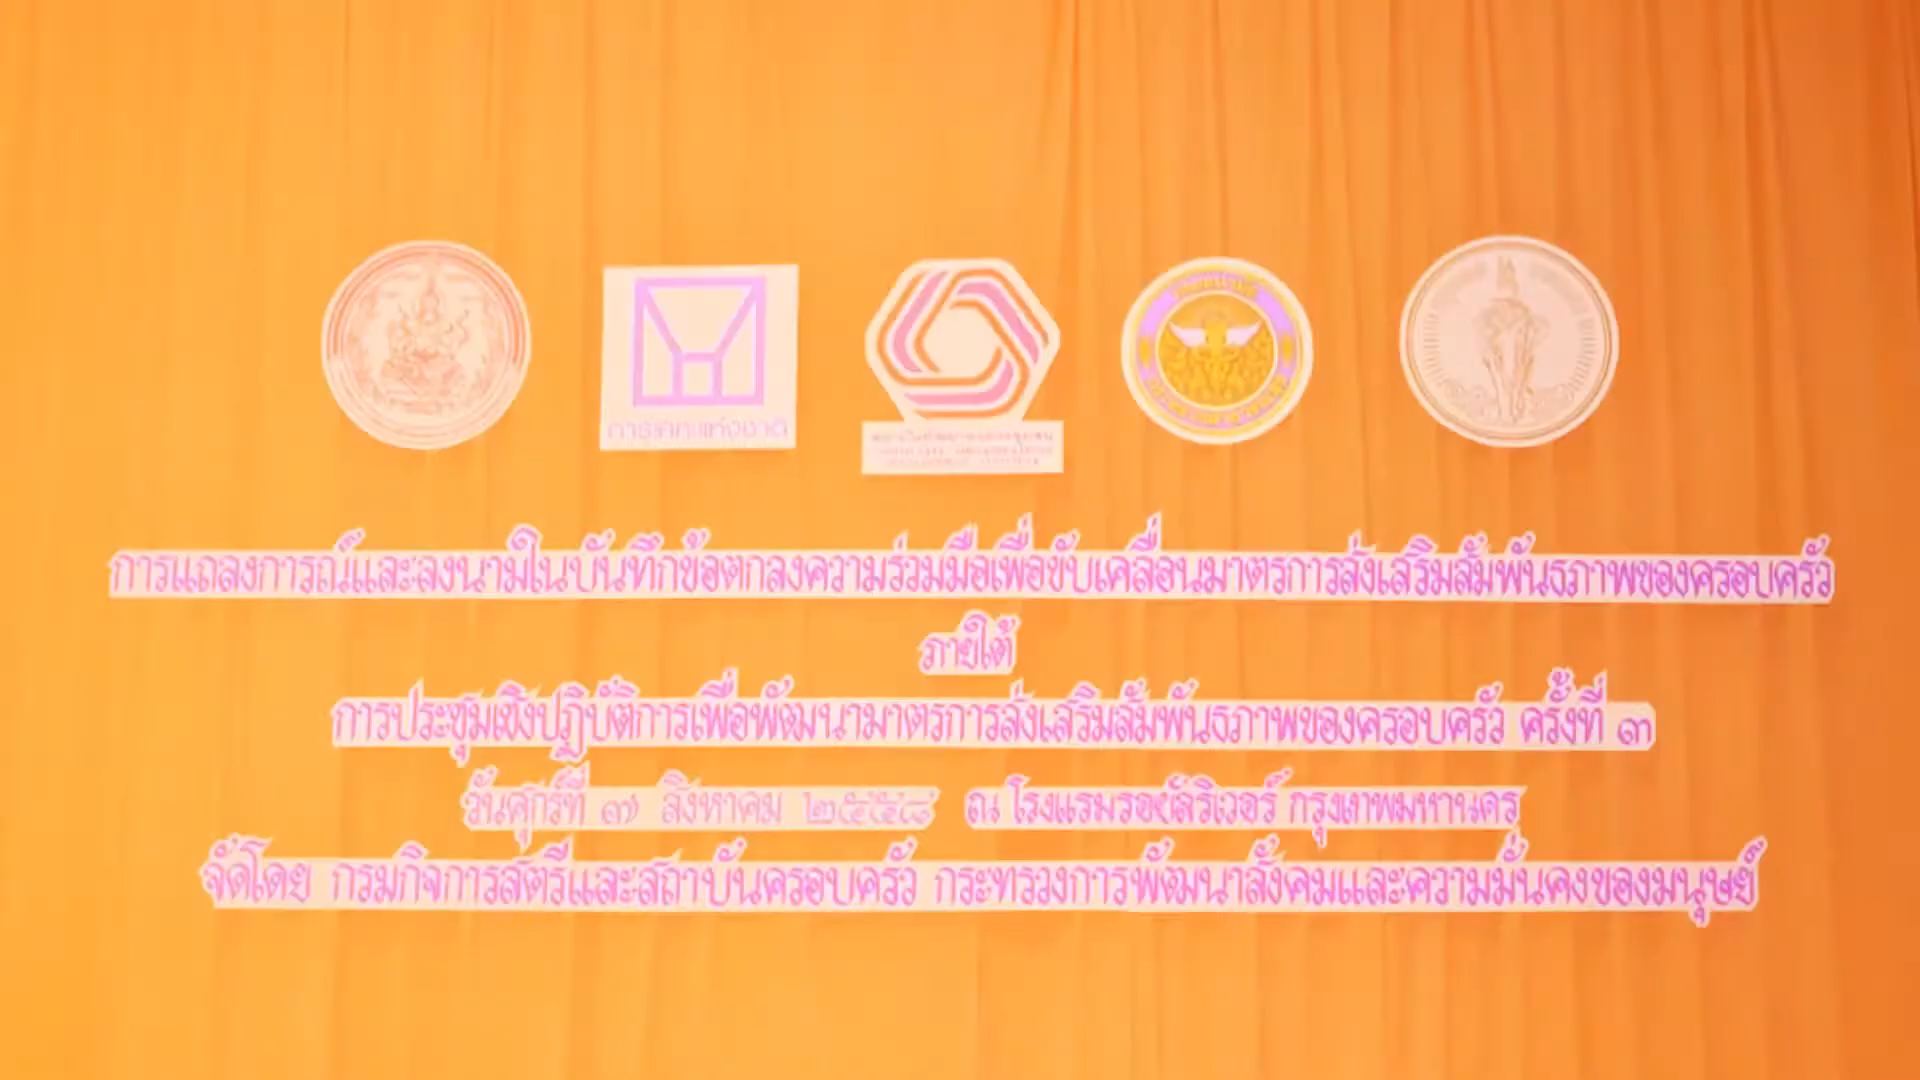 การเคหะแห่งชาติ
การแถลงการณ์และลงนามในบันทึกข้อตกลงความร่วมมือเพื่อขับเคลื่อนมาตรการส่งเสริมสัมพันธภาพของครอบครัว
ภายใต้
การประชุมเชิงปฏิบัติการเพื่อพัฒนามาตรการส่งเสริมสัมพันธภาพของครอบครัว ครั้งที่ ๓
วันศุกร์ที่ ๗ สิงหาคม ๒๕๕๘ ณ โรงแรมรอยัลริเวอร์ กรุงเทพมหานคร
จัดโดย กรมกิจการสตรีและสถาบันครอบครัว กระทรวงการพัฒนาสังคมและความมั่นคงของมนุษย์